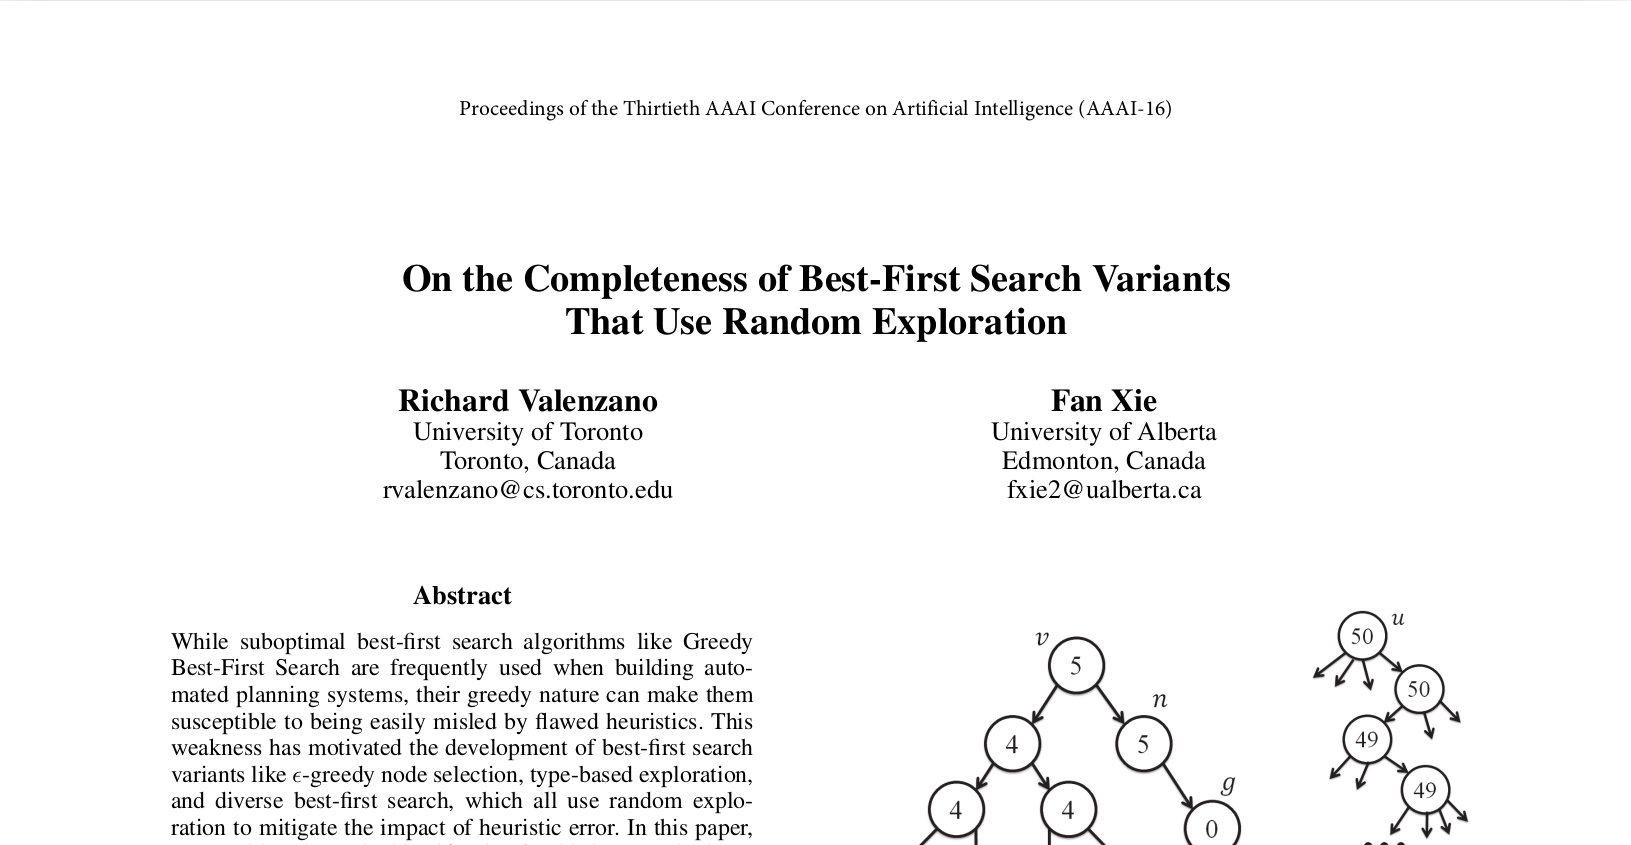 Proceedings of the Thirtieth AAAI Conference on Artificial Intelligence (AAAI-16)
On the Completeness of Best-First Search Variants
That Use Random Exploration
Richard Valenzano
University of Toronto
Toronto, Canada
rvalenzano@cs.toronto.edu
Fan Xie
University of Alberta
Edmonton, Canada
fxie2@ualberta.ca
Abstract
While suboptimal best-first search algorithms like Greedy
Best-First Search are frequently used when building auto-
mated planning systems, their greedy nature can make them
susceptible to being easily misled by flawed heuristics. This
weakness has motivated the development of best-first search
variants like ϵ-greedy node selection, type-based exploration,
and diverse best-first search, which all use random explo-
ration to mitigate the impact of heuristic error. In this paper,
v
5
n
4
5
g
4
4
0
u
50
50
49
49